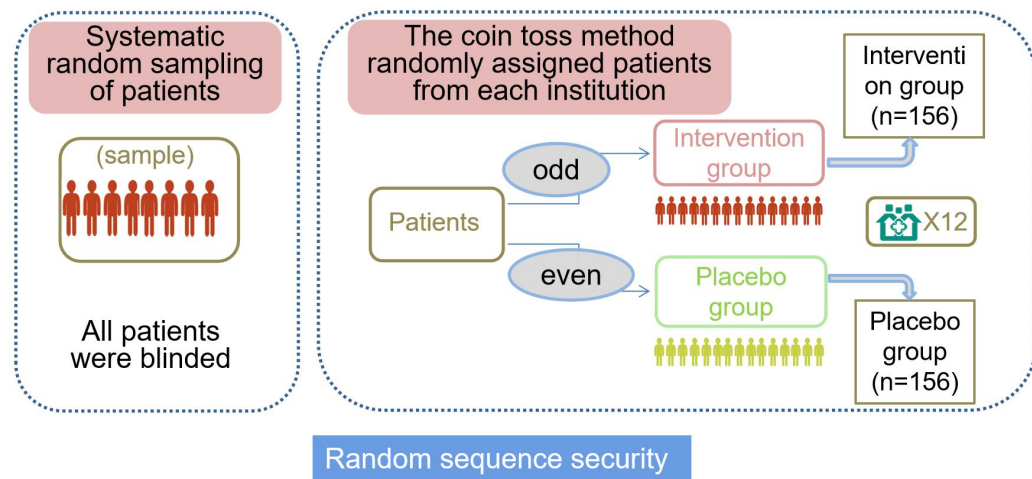 Systematic
random sampling
of patients
(sample)
All patients
were blinded
The coin toss method
randomly assigned patients
from each institution
Patients
odd
even
Intervention
group
Placebo
group
Interventi
on group
(n=156)
X12
Placebo
group
(n=156)
Random sequence security